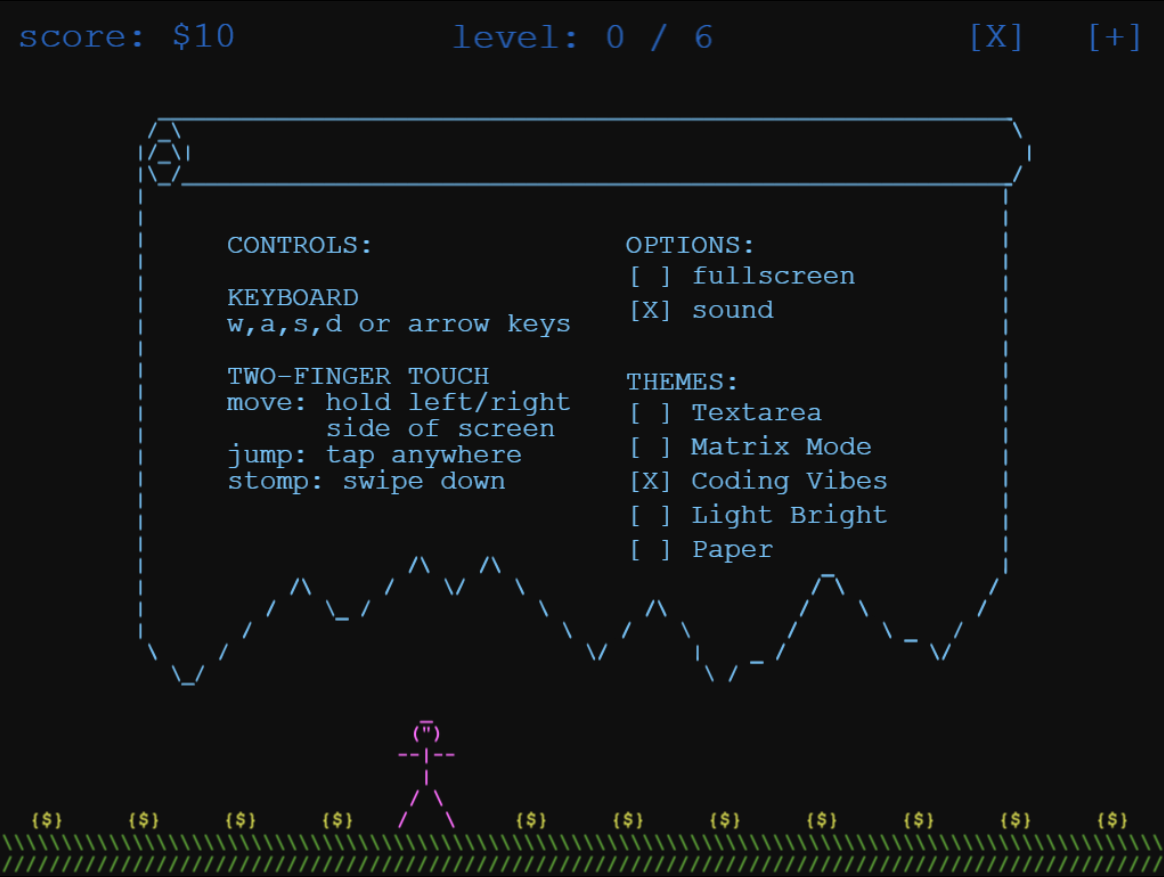 score: $10 level: 0 / 6 [X] [+]
CONTROLS:
KEYBOARD
w,a,s,d or arrow keys
TWO-FINGER TOUCH
move: hold left/right
side of screen
jump: tap anywhere
stomp: swipe down
OPTIONS:
[ ] fullscreen
[X] sound
THEMES:
[ ] Textarea
[ ] Matrix Mode
[X] Coding Vibes
[ ] Light Bright
[ ] Paper
{$} {$} {$} {$} {$} {$} {$} {$} {$} {$} {$}